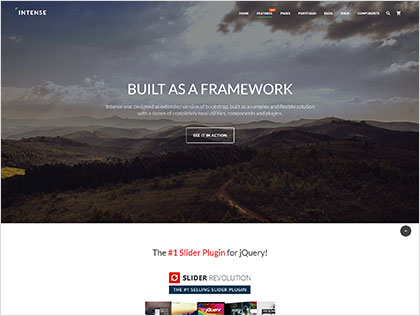 INTENSE
HOME FEATURES PAGES PORTFOLIO BLOG SHOP COMPONENTS
BUILT AS A FRAMEWORK
Intense was designed as extended version of bootstrap, built as a complex and flexible solution
with a dozen of completely new utilities, components and plugins.
SEE IT IN ACTION
The #1 Slider Plugin for jQuery!
SLIDER REVOLUTION
THE #1 SELLING SLIDER PLUGIN
jQuery